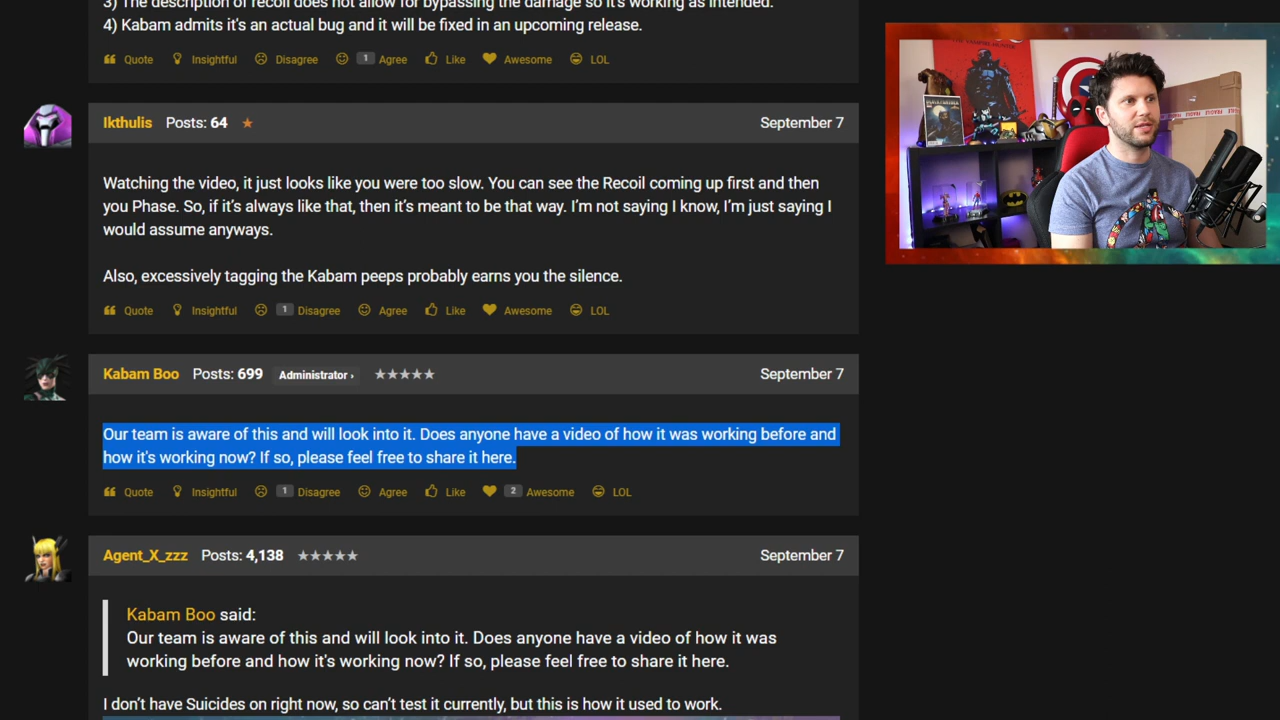 3) The description of recoil does not allow for bypassing the damage so it's working as intended.
4) Kabam admits it's an actual bug and it will be fixed in an upcoming release.
Quote Insightful Disagree 1 Agree Like Awesome LOL
Ikthulis Posts: 64 September 7
Watching the video, it just looks like you were too slow. You can see the Recoil coming up first and then
you Phase. So, if it's always like that, then it's meant to be that way. I'm not saying I know, I'm just saying I
would assume anyways.
Also, excessively tagging the Kabam peeps probably earns you the silence.
Quote Insightful 1 Disagree Agree Like Awesome LOL
Kabam Boo Posts: 699 Administrator › ★★★★★ September 7
Our team is aware of this and will look into it. Does anyone have a video of how it was working before and
how it's working now? If so, please feel free to share it here.
Quote Insightful 1 Disagree Agree Like 2 Awesome LOL
Agent_X_zzz Posts: 4,138 ★★★★★ September 7
Kabam Boo said:
Our team is aware of this and will look into it. Does anyone have a video of how it was
working before and how it's working now? If so, please feel free to share it here.
I don't have Suicides on right now, so can't test it currently, but this is how it used to work.